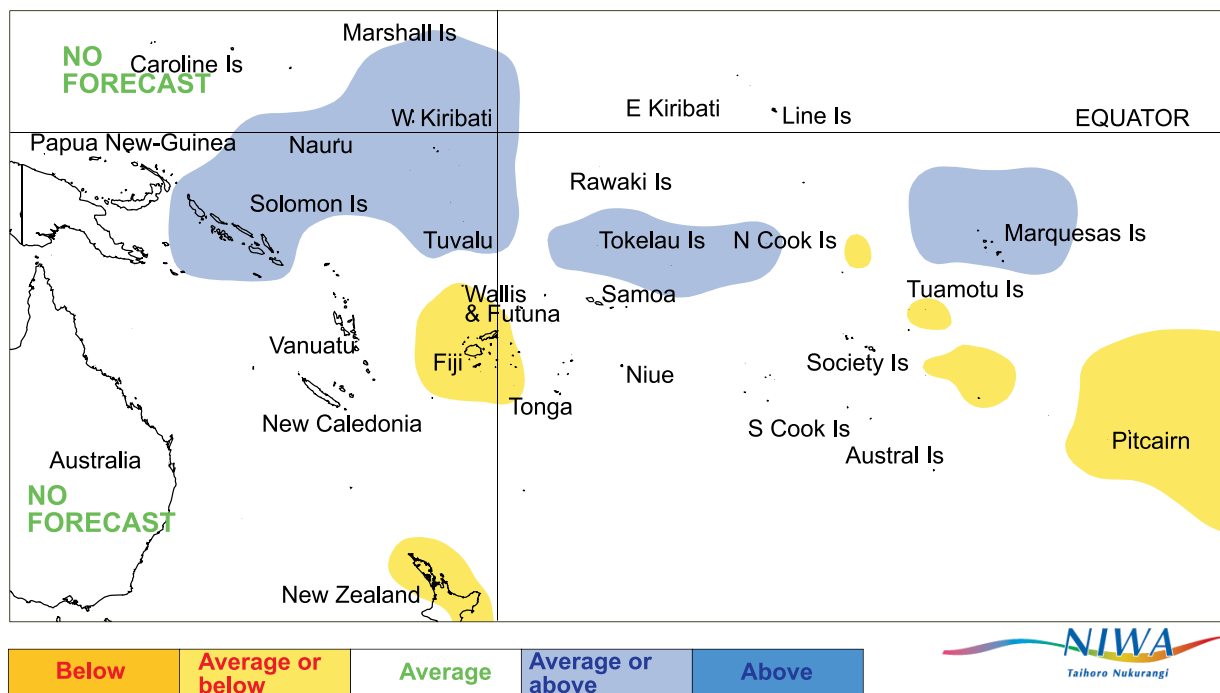 Marshall Is
NO
FORECAST
Caroline Is
W Kiribati
E Kiribati
Line Is
EQUATOR
Papua New-Guinea
Nauru
Rawaki Is
Solomon Is
Tuvalu
Tokelau Is
N Cook Is
Marquesas Is
Wallis
& Futuna
Samoa
Tuamotu Is
Vanuatu
Fiji
Niue
Society Is
Tonga
New Caledonia
S Cook Is
Austral Is
Pitcairn
Australia
NO
FORECAST
New Zealand
Below
Average or
below
Average
Average or
above
Above
NIWA
Taihoro Nukurangi